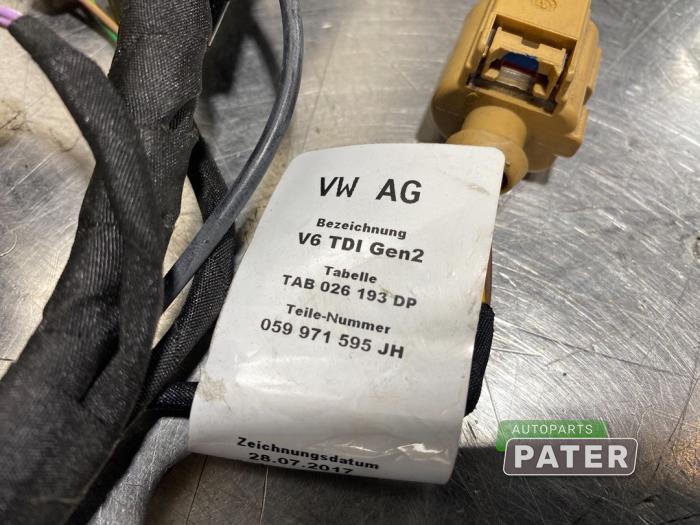 VW AG
Bezeichnung
V6 TDI Gen2
Tabelle
TAB 026 193 DP
Teile-Nummer
059 971 595 JH
Zeichnungsdatum
28.07.2017
AUTOPARTS
PATER